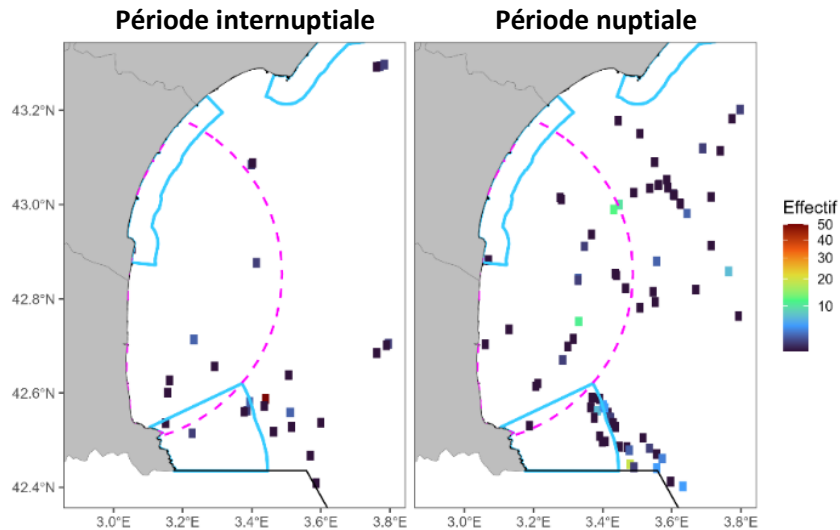 Période internuptiale
Période nuptiale
43.2°N
43.0°N
42.8°N
42.6°N
42.4°N
Effectif
50
40
30
20
10
3.0°E 3.2°E 3.4°E 3.6°E 3.8°E
3.0°E 3.2°E 3.4°E 3.6°E 3.8°E